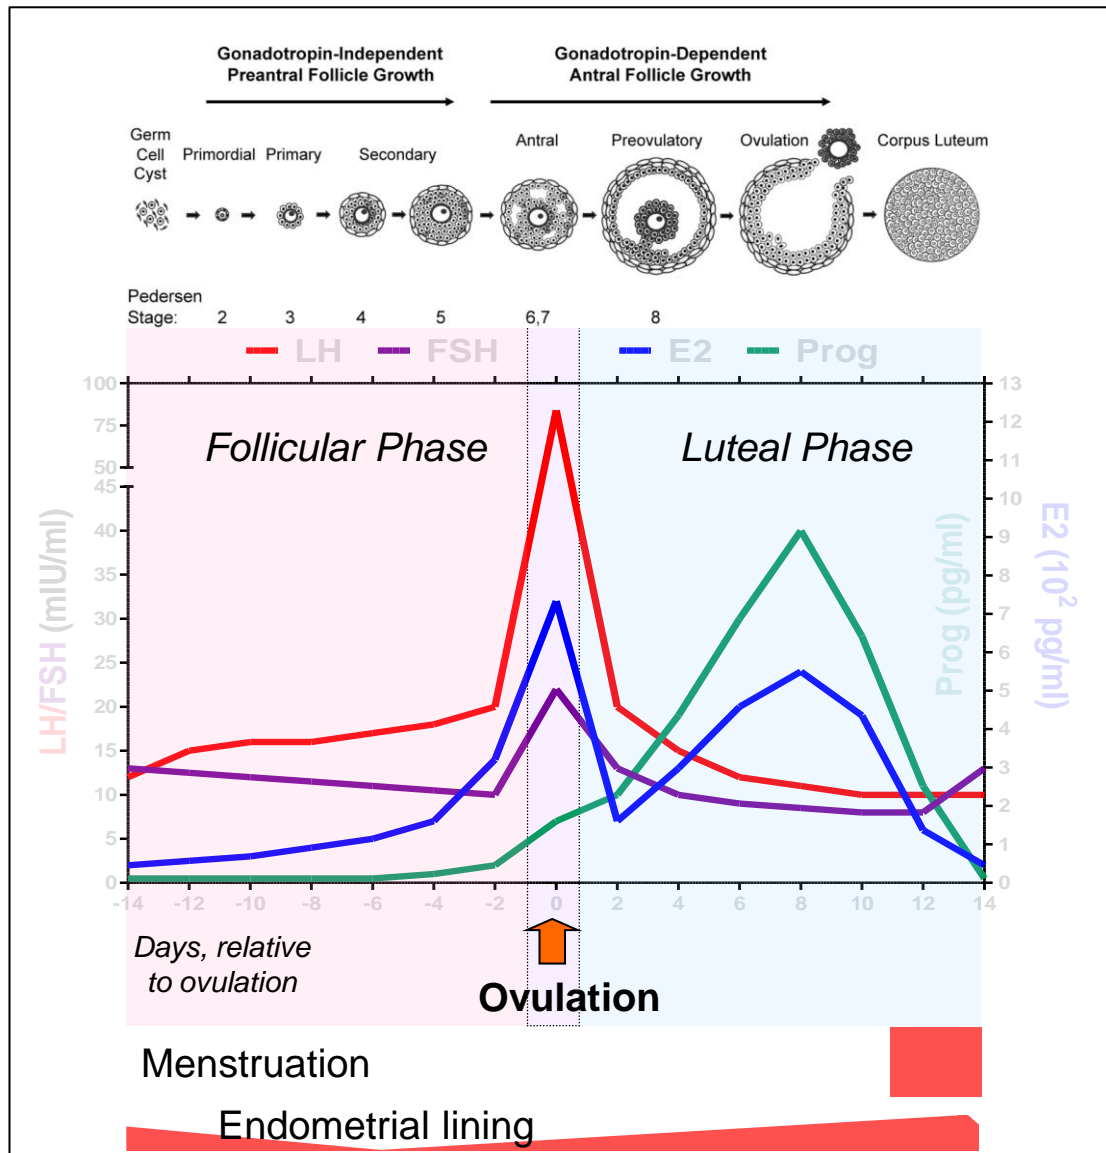 Gonadotropin-Independent
Preantral Follicle Growth
Gonadotropin-Dependent
Antral Follicle Growth
Germ
Cell
Cyst
Primordial
Primary
Secondary
Antral
Preovulatory
Ovulation
Corpus Luteum
Pedersen
Stage: 2 3 4 5 6,7 8
LH FSH E2 Prog
Follicular Phase
Luteal Phase
LH/FSH (mIU/ml)
100
75
50
45
40
35
30
25
20
15
10
5
0
Prog (pg/ml)
E2 (10² pg/ml)
13
12
11
10
9
8
7
6
5
4
3
2
1
0
-14 -12 -10 -8 -6 -4 -2 0 2 4 6 8 10 12 14
Days, relative
to ovulation
Ovulation
Menstruation
Endometrial lining